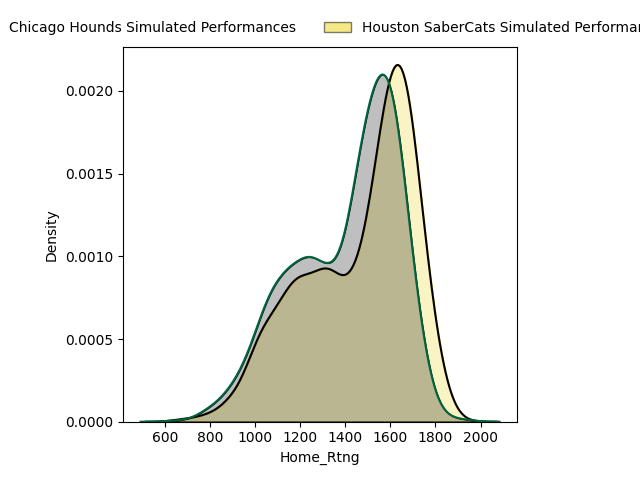 Chicago Hounds Simulated Performances
Houston SaberCats Simulated
0.0020
0.0015
0.0010
0.0005
0.0000
Density
600 800 1000 1200 1400 1600 1800 2000
Home_Rtng